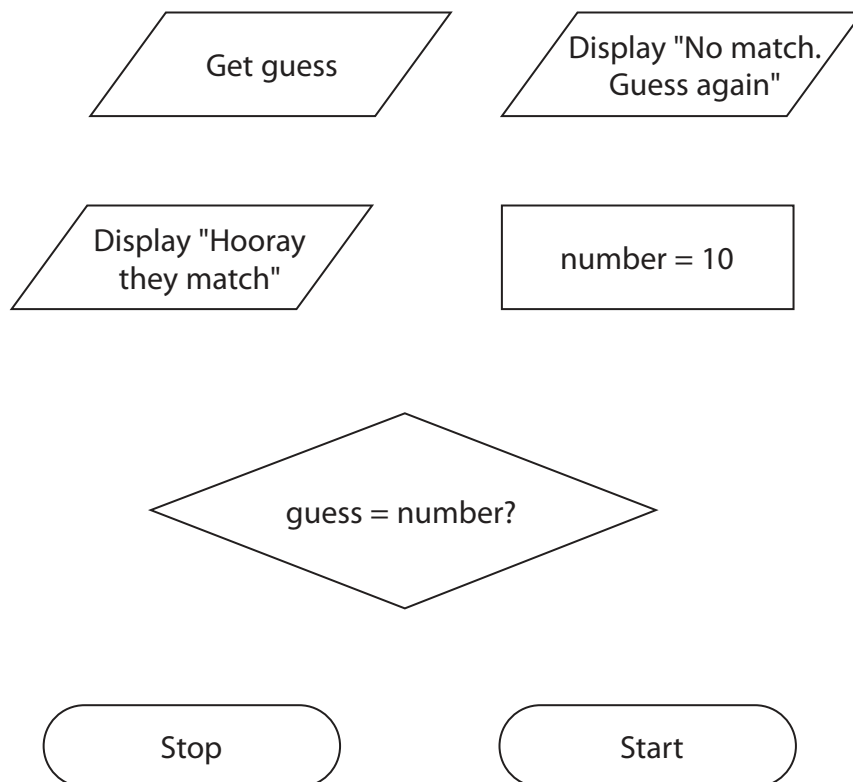 Get guess
Display "No match.
Guess again"
Display "Hooray
they match"
number = 10
guess = number?
Stop
Start